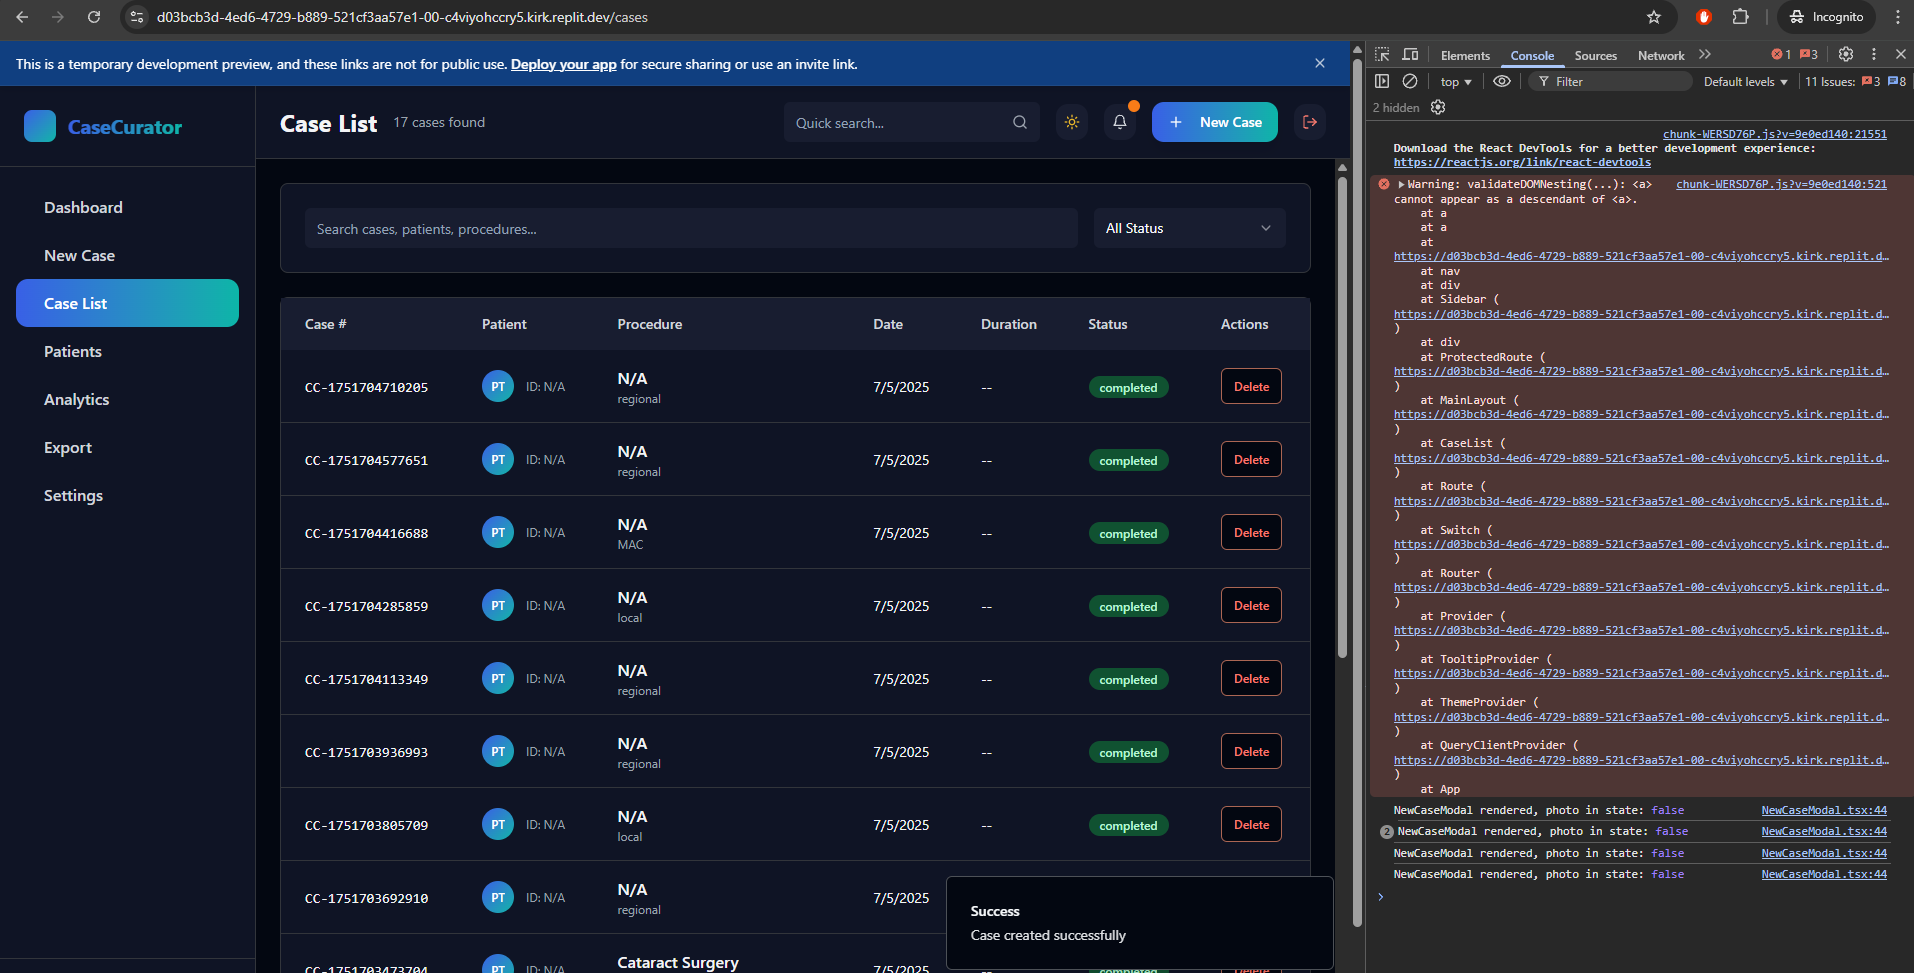 d03bcb3d-4ed6-4729-b889-521cf3aa57e1-00-c4viyohccry5.kirk.replit.dev/cases
Incognito
This is a temporary development preview, and these links are not for public use. Deploy your app for secure sharing or use an invite link.
CaseCurator
Case List
17 cases found
Quick search...
New Case
Dashboard
New Case
Case List
Patients
Analytics
Export
Settings
Search cases, patients, procedures...
All Status
Case # Patient Procedure Date Duration Status Actions
CC-1751704710205 PT ID: N/A N/A 7/5/2025 -- completed Delete
regional
CC-1751704577651 PT ID: N/A N/A 7/5/2025 -- completed Delete
regional
CC-1751704416688 PT ID: N/A N/A 7/5/2025 -- completed Delete
MAC
CC-1751704285859 PT ID: N/A N/A 7/5/2025 -- completed Delete
local
CC-1751704113349 PT ID: N/A N/A 7/5/2025 -- completed Delete
regional
CC-1751703936993 PT ID: N/A N/A 7/5/2025 -- completed Delete
regional
CC-1751703805709 PT ID: N/A N/A 7/5/2025 -- completed Delete
local
CC-1751703692910 PT ID: N/A N/A 7/5/2025
regional
CC-1751703473704 PT ID: N/A Cataract Surgery 7/5/2025 -- completed Delete
Success
Case created successfully
Elements Console Sources Network 1 3
top Filter Default levels 11 Issues: 3 8
2 hidden
chunk-WERSD76P.js?v=9e0ed140:21551
Download the React DevTools for a better development experience:
https://reactjs.org/link/react-devtools
Warning: validateDOMNesting(...): <a> chunk-WERSD76P.js?v=9e0ed140:521
cannot appear as a descendant of <a>.
at a
at a
at
https://d03bcb3d-4ed6-4729-b889-521cf3aa57e1-00-c4viyohccry5.kirk.replit.d…
at nav
at div
at Sidebar (
https://d03bcb3d-4ed6-4729-b889-521cf3aa57e1-00-c4viyohccry5.kirk.replit.d…
)
at div
at ProtectedRoute (
https://d03bcb3d-4ed6-4729-b889-521cf3aa57e1-00-c4viyohccry5.kirk.replit.d…
)
at MainLayout (
https://d03bcb3d-4ed6-4729-b889-521cf3aa57e1-00-c4viyohccry5.kirk.replit.d…
)
at CaseList (
https://d03bcb3d-4ed6-4729-b889-521cf3aa57e1-00-c4viyohccry5.kirk.replit.d…
)
at Route (
https://d03bcb3d-4ed6-4729-b889-521cf3aa57e1-00-c4viyohccry5.kirk.replit.d…
)
at Switch (
https://d03bcb3d-4ed6-4729-b889-521cf3aa57e1-00-c4viyohccry5.kirk.replit.d…
)
at Router (
https://d03bcb3d-4ed6-4729-b889-521cf3aa57e1-00-c4viyohccry5.kirk.replit.d…
)
at Provider (
https://d03bcb3d-4ed6-4729-b889-521cf3aa57e1-00-c4viyohccry5.kirk.replit.d…
)
at TooltipProvider (
https://d03bcb3d-4ed6-4729-b889-521cf3aa57e1-00-c4viyohccry5.kirk.replit.d…
)
at ThemeProvider (
https://d03bcb3d-4ed6-4729-b889-521cf3aa57e1-00-c4viyohccry5.kirk.replit.d…
)
at QueryClientProvider (
https://d03bcb3d-4ed6-4729-b889-521cf3aa57e1-00-c4viyohccry5.kirk.replit.d…
)
at App
NewCaseModal rendered, photo in state: false NewCaseModal.tsx:44
2 NewCaseModal rendered, photo in state: false NewCaseModal.tsx:44
NewCaseModal rendered, photo in state: false NewCaseModal.tsx:44
NewCaseModal rendered, photo in state: false NewCaseModal.tsx:44